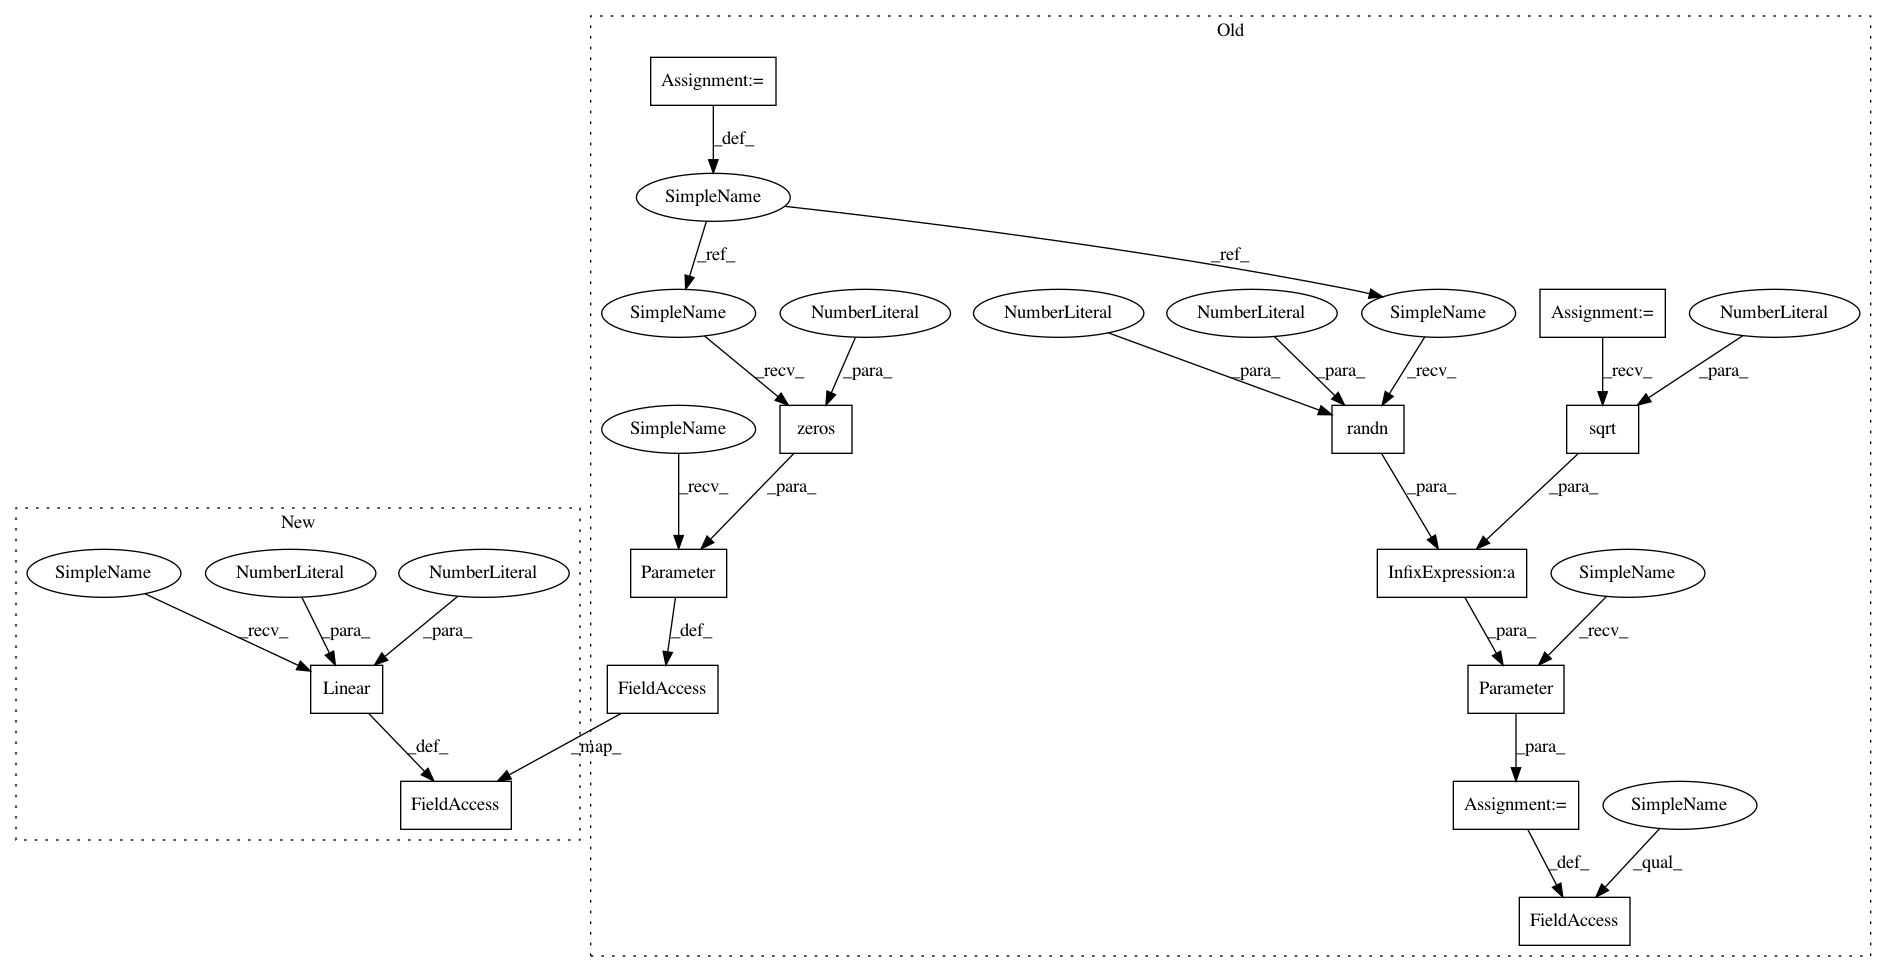 Old
Assignment:=
_def_
SimpleName
_ref_
_ref_
SimpleName
NumberLiteral
NumberLiteral
NumberLiteral
SimpleName
Assignment:=
NumberLiteral
_recv_
_para_
_para_
_para_
_recv_
_recv_
_para_
SimpleName
zeros
randn
sqrt
_recv_
_para_
_para_
_para_
New
SimpleName
NumberLiteral
NumberLiteral
Parameter
InfixExpression:a
SimpleName
_recv_
_para_
_para_
_def_
_para_
_recv_
Linear
FieldAccess
Parameter
_def_
_map_
_para_
FieldAccess
Assignment:=
SimpleName
_def_
_qual_
FieldAccess